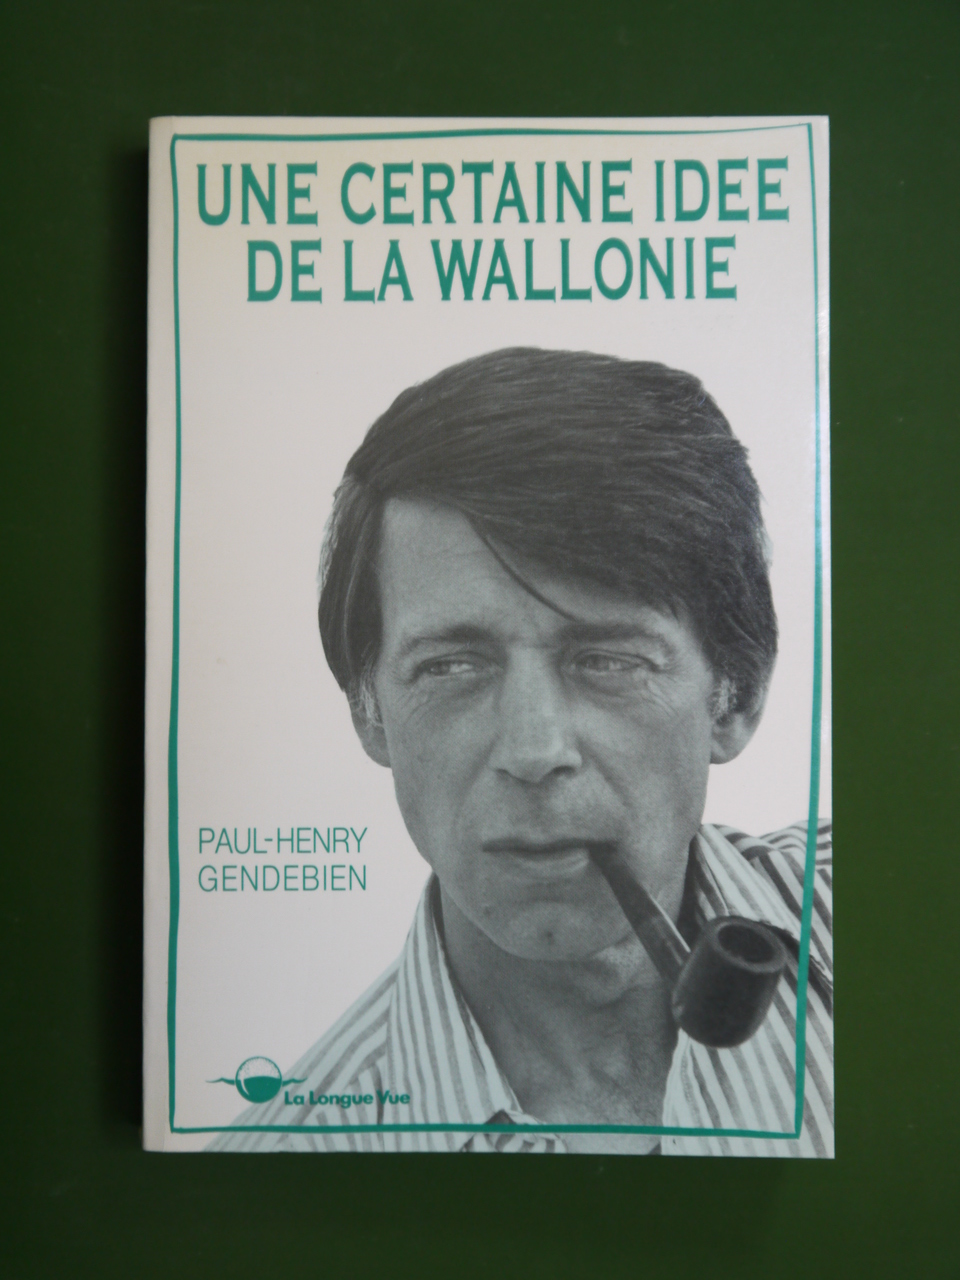 UNE CERTAINE IDEE
DE LA WALLONIE
PAUL-HENRY
GENDEBIEN
La Longue Vue